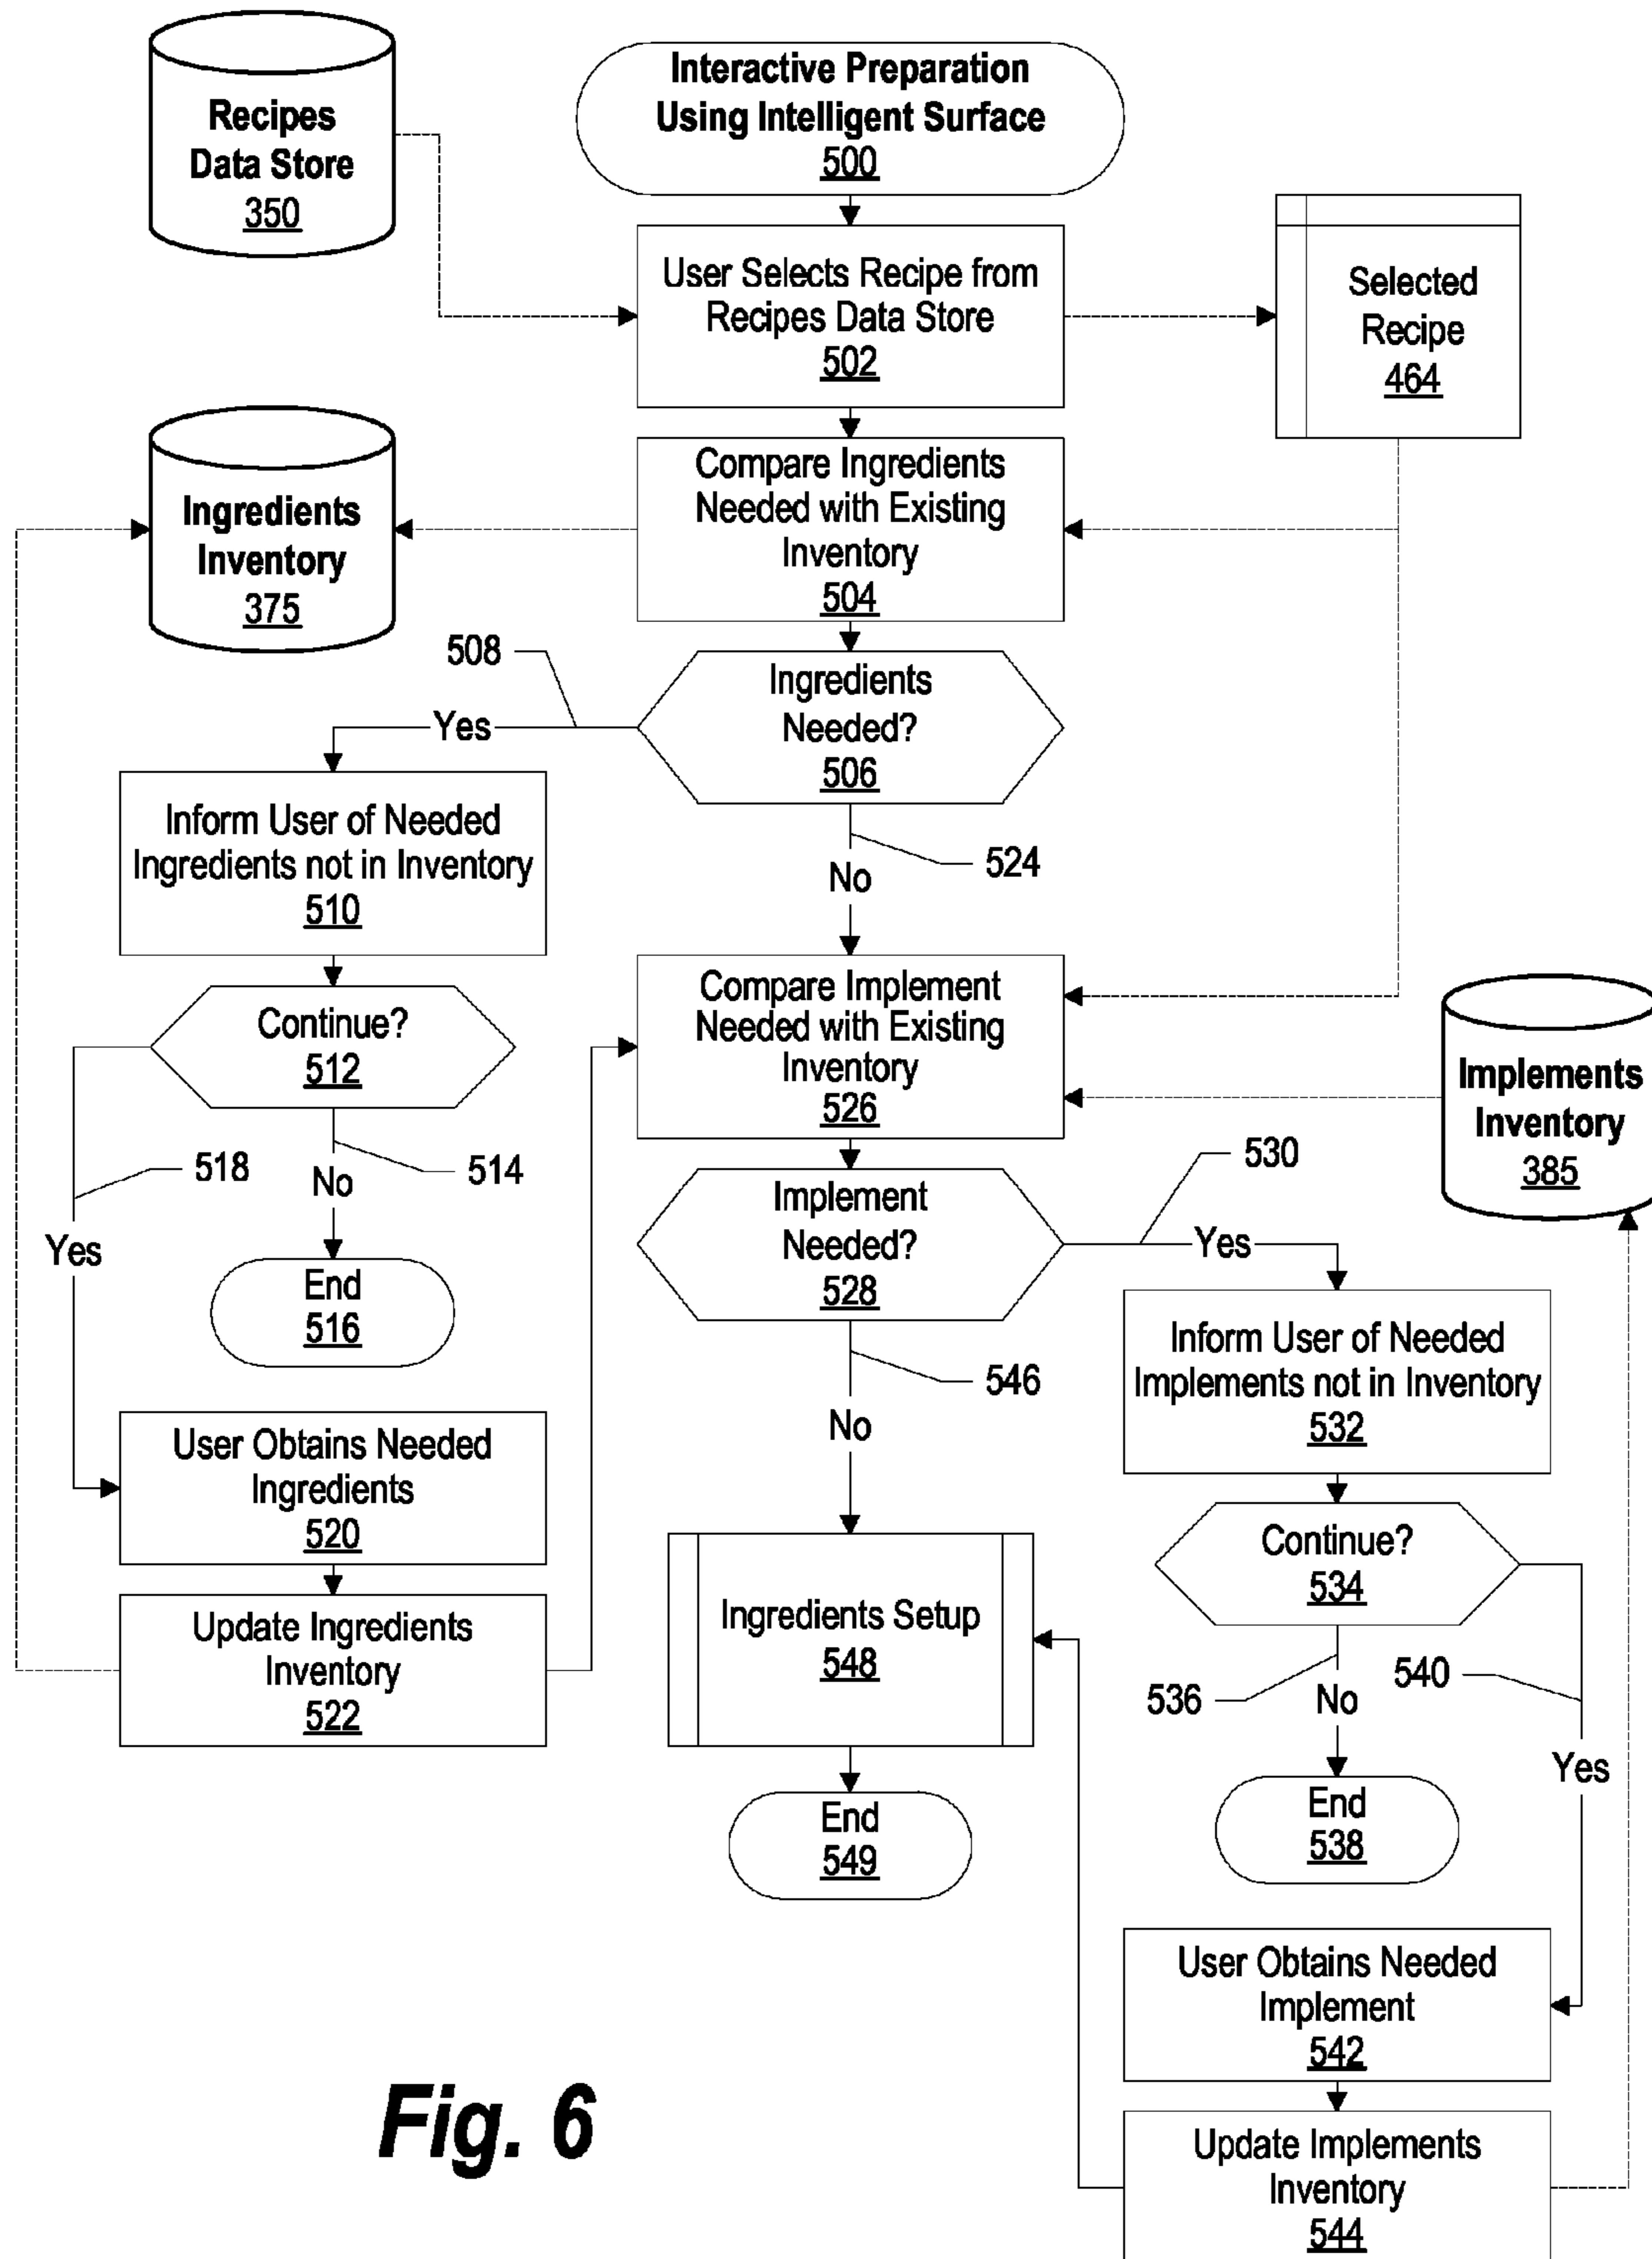 Recipes
Data Store
350
Interactive Preparation
Using Intelligent Surface
500
User Selects Recipe from
Recipes Data Store
502
Selected
Recipe
464
Ingredients
Inventory
375
Compare Ingredients
Needed with Existing
Inventory
504
508
Yes
Ingredients
Needed?
506
Inform User of Needed
Ingredients not in Inventory
510
524
No
Continue?
512
Compare Implement
Needed with Existing
Inventory
526
Implements
Inventory
385
518
514
No
Yes
End
516
Implement
Needed?
528
530
Yes
546
No
Inform User of Needed
Implements not in Inventory
532
User Obtains Needed
Ingredients
520
Continue?
534
Update Ingredients
Inventory
522
Ingredients Setup
548
536
No
540
Yes
End
549
End
538
User Obtains Needed
Implement
542
Update Implements
Inventory
544
Fig. 6